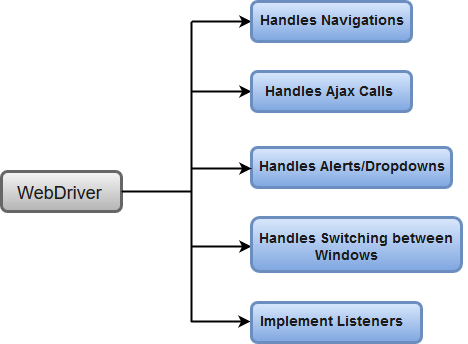 Handles Navigations
Handles Ajax Calls
Handles Alerts/Dropdowns
WebDriver
Handles Switching between
Windows
Implement Listeners